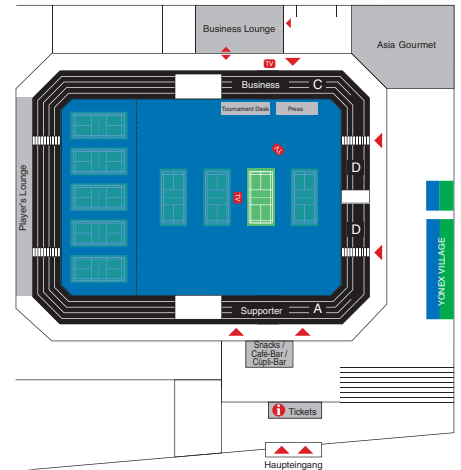 Business Lounge
Asia Gourmet
TV
Business
C
Tournament Desk
Press
TV
Player's Lounge
D
TV
D
YONEX VILLAGE
Supporter
A
Snacks /
Café-Bar /
Cüpli-Bar
i
Tickets
Haupteingang